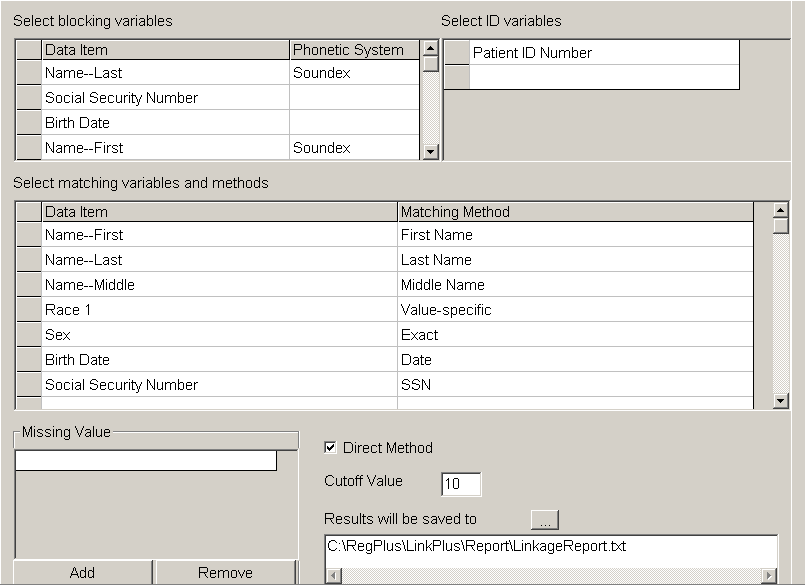 Select blocking variables
Select ID variables
Data Item Phonetic System
Name--Last Soundex
Social Security Number
Birth Date
Name--First Soundex
Patient ID Number
Select matching variables and methods
Data Item Matching Method
Name--First First Name
Name--Last Last Name
Name--Middle Middle Name
Race 1 Value-specific
Sex Exact
Birth Date Date
Social Security Number SSN
Missing Value
Add Remove
Direct Method
Cutoff Value 10
Results will be saved to ...
C:\RegPlus\LinkPlus\Report\LinkageReport.txt